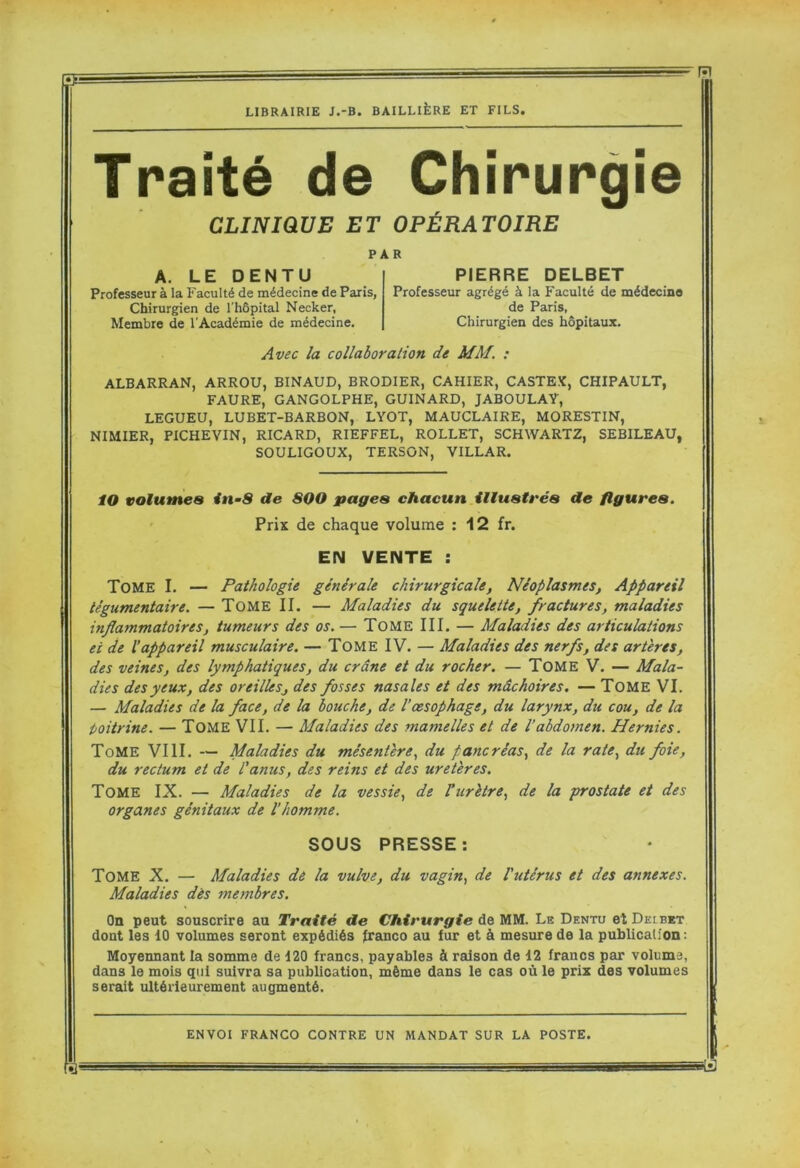 LIBRAIRIE J.-B. BAILLIÈRE ET FILS.
Traité de Chirurgie
CLINIQUE ET OPÉRATOIRE
PAR
A. LE DENTU
Professeur à la Faculté de médecine de Paris,
Chirurgien de l'hôpital Necker,
Membre de l'Académie de médecine.
PIERRE DELBET
Professeur agrégé à la Faculté de médecine
de Paris,
Chirurgien des hôpitaux.
Avec la collaboration de MM. :
ALBARRAN, ARROU, BINAUD, BRODIER, CAHIER, CASTEX, CHIPAULT,
FAURE, GANGOLPHE, GUINARD, JABOULAY,
LEGUEU, LUBET-BARBON, LYOT, MAUCLAIRE, MORESTIN,
NIMIER, PICHEVIN, RICARD, RIEFFEL, ROLLET, SCHWARTZ, SEBILEAU,
SOULIGOUX, TERSON, VILLAR.
10 volumes in-8 de 800 pages chacun illustrés de figures.
Prix de chaque volume : 12 fr.
EN VENTE :
TOME I. — Pathologie générale chirurgicale, Néoplasmes, Appareil
tégumentaire. — TOME II. — Maladies du squelette, fractures, maladies
inflammatoires, tumeurs des os. — TOME III. — Maladies des articulations
et de l'appareil musculaire. — TOME IV. — Maladies des nerfs, des artères,
des veines, des lymphatiques, du crâne et du rocher. — TOME V. — Mala-
dies des yeux, des oreilles, des fosses nasales et des mâchoires. — TOME VI.
— Maladies de la face, de la bouche, de l'œsophage, du larynx, du cou, de la
poitrine. — TOME VII. — Maladies des mamelles et de l'abdomen. Hernies.
TOME VIII. — Maladies du mésentère, du pancréas, de la rate, du foie,
du rectum et de l'anus, des reins et des uretères.
TOME IX. — Maladies de la vessie, de l'urètre, de la prostate et des
organes génitaux de l'homme.
SOUS PRESSE :
TOME X. — Maladies de la vulve, du vagin, de l'utérus et des annexes.
Maladies dès membres.
On peut souscrire au Traité de Chirurgie de MM. LE DENTU et DELBET
dont les 10 volumes seront expédiés franco au fur et à mesure de la publication :
Moyennant la somme de 120 francs, payables à raison de 12 francs par volume,
dans le mois qui suivra sa publication, même dans le cas où le prix des volumes
serait ultérieurement augmenté.
ENVOI FRANCO CONTRE UN MANDAT SUR LA POSTE.